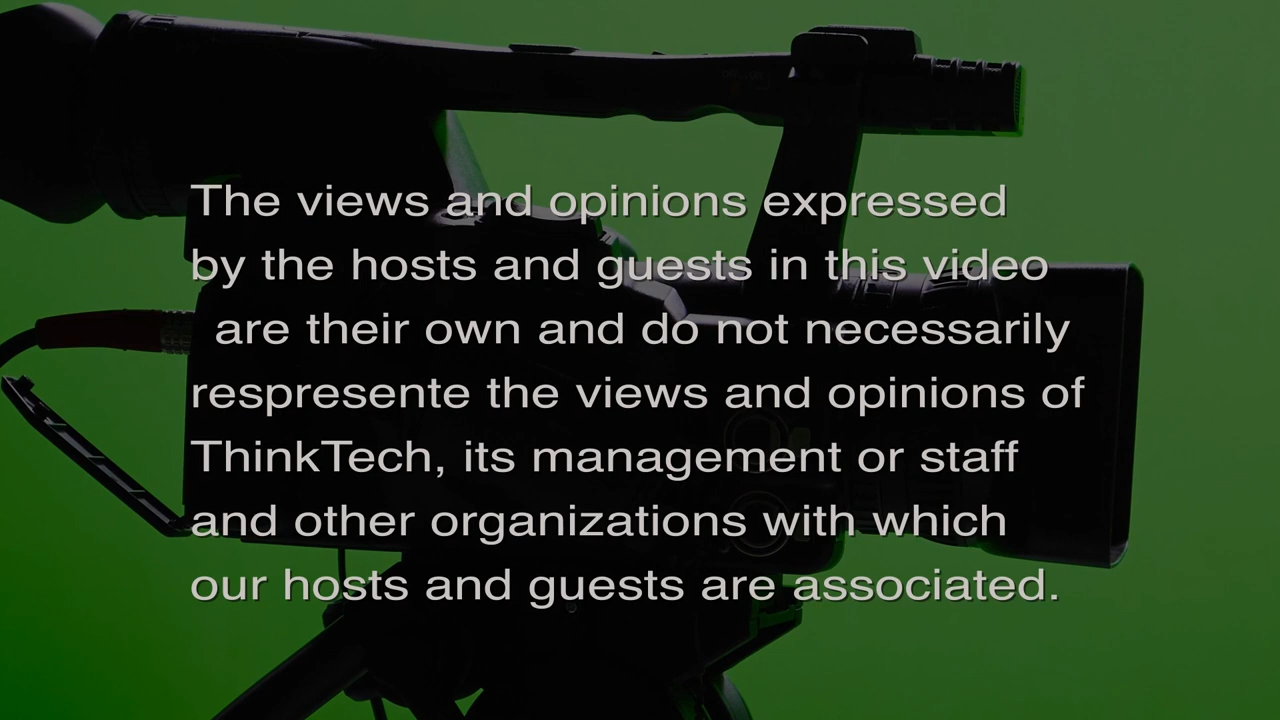 The views and opinions expressed
by the hosts and guests in this video
are their own and do not necessarily
respresente the views and opinions of
ThinkTech, its management or staff
and other organizations with which
our hosts and guests are associated.